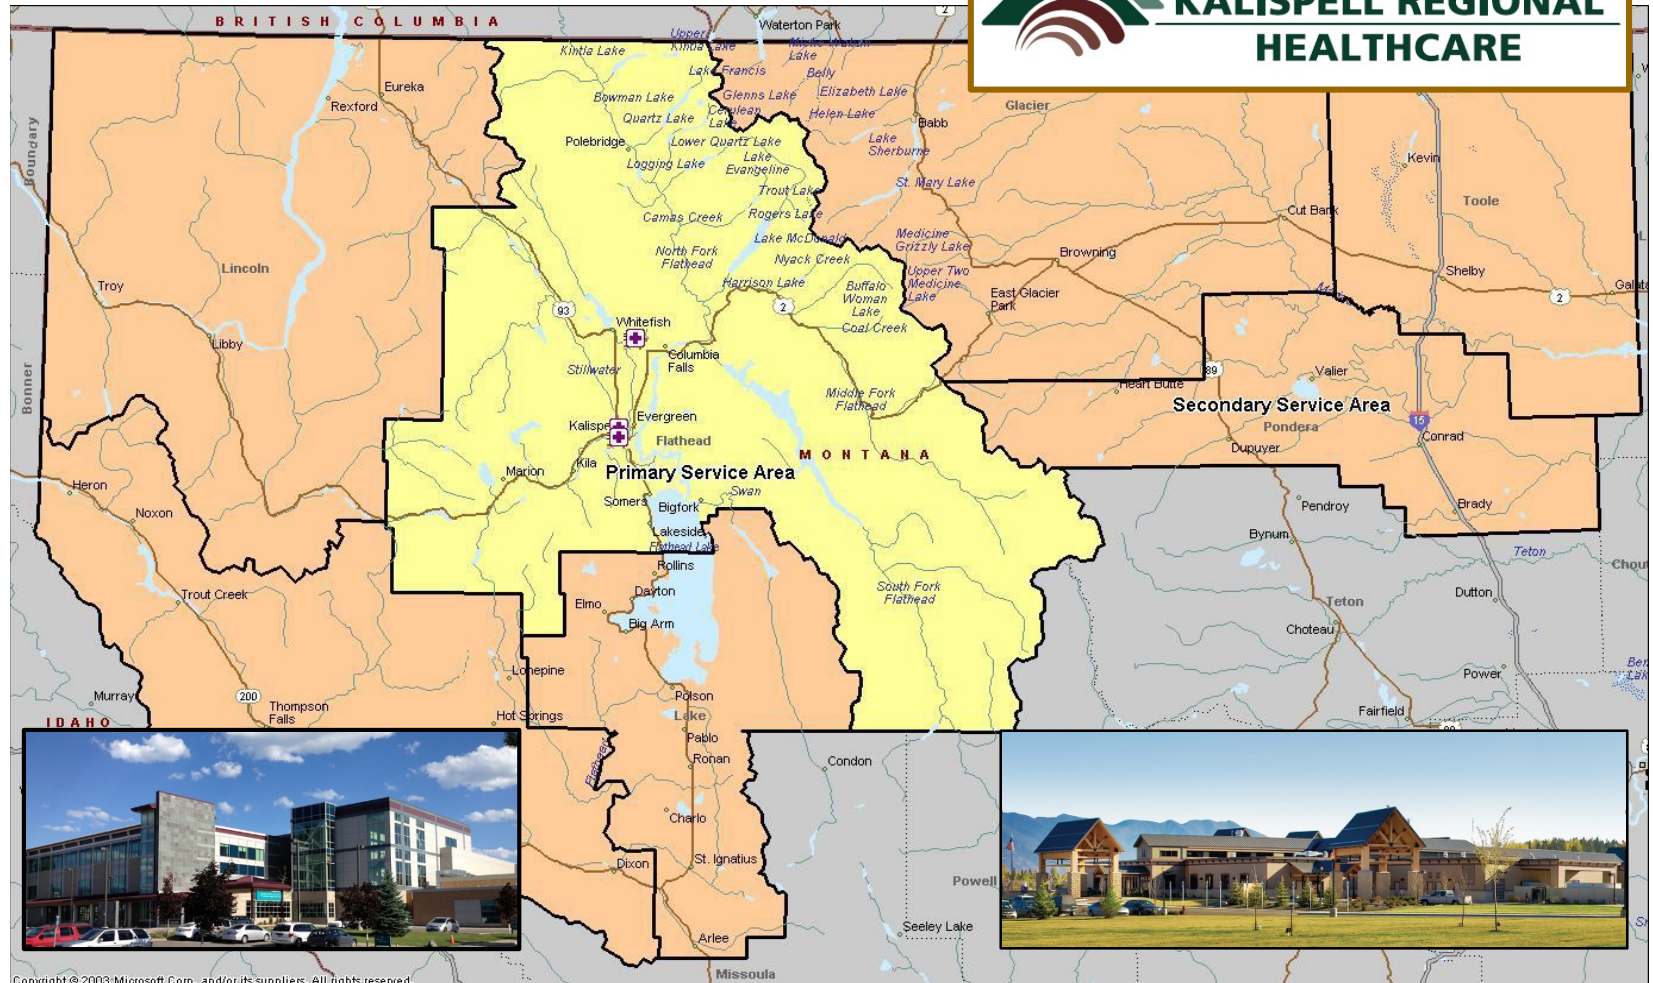 BRITISH COLUMBIA
KALISPELL REGIONAL
HEALTHCARE
2
Waterton Park
Upper
Kintla Lake
Kintla Lake
Lake
Lake Francis
Belly
Eureka
Rexford
Bowman Lake
Glenns Lake
Elizabeth Lake
Glacier
Quartz Lake
Cerulean
Lake
Helen Lake
Babb
Boundary
Polebridge
Lower Quartz Lake
Lake
Sherburne
Kevin
Logging Lake
Lake
Evangeline
St. Mary Lake
Trout Lake
Toole
Camas Creek
Rogers Lake
Cut Bank
Lake McDonald
Medicine
Grizzly Lake
North Fork
Flathead
Nyack Creek
Browning
Lincoln
Harrison Lake
Buffalo
Woman
Lake
Upper Two
Medicine
Lake
Shelby
Troy
East Glacier
Park
2
93
2
Coal Creek
Whitefish
Libby
Columbia
Falls
Stillwater
89
Valier
Heart Butte
Bonner
Middle Fork
Flathead
Secondary Service Area
Evergreen
15
Pondera
Conrad
Flathead
MONTANA
Dupuyer
Kila
Marion
Primary Service Area
Heron
Swan
Somers
Bigfork
Pendroy
Brady
Noxon
Lakeside
Bynum
Flathead Lake
Teton
Rollins
South Fork
Flathead
Trout Creek
Dayton
Elmo
Dutton
Teton
Big Arm
Choteau
Lonepine
Power
Murray
200
Polson
Thompson
Falls
Fairfield
IDAHO
Hot Springs
Lake
Pablo
Flathead
Ronan
Condon
Charlo
Dixon
St. Ignatius
Powell
Seeley Lake
Arlee
Missoula
Copyright © 2003 Microsoft Corp. and/or its suppliers. All rights reserved.